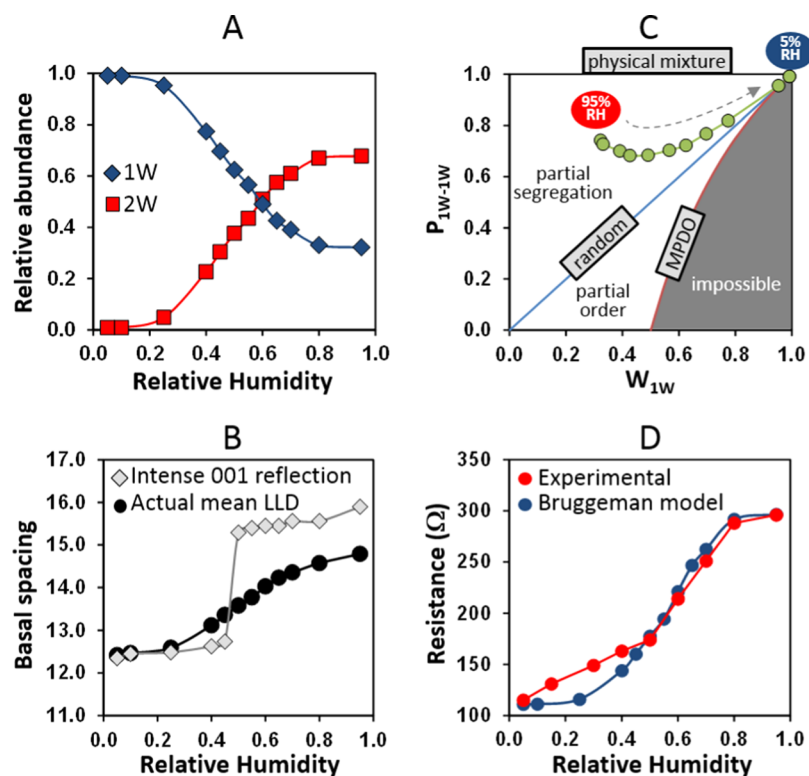 A
1.0
0.8
0.6
0.4
0.2
0.0
Relative abundance
1W
2W
0.0 0.2 0.4 0.6 0.8 1.0
Relative Humidity
C
5%
RH
physical mixture
1.0
0.8
0.6
0.4
0.2
0.0
P1W-1W
95%
RH
partial
segregation
random
MPDO
partial
order
impossible
0.0 0.2 0.4 0.6 0.8 1.0
W1W
B
17.0
16.0
15.0
14.0
13.0
12.0
11.0
Basal spacing
Intense 001 reflection
Actual mean LLD
0.0 0.2 0.4 0.6 0.8 1.0
Relative Humidity
D
350
300
250
200
150
100
Resistance (Ω)
Experimental
Bruggeman model
0.0 0.2 0.4 0.6 0.8 1.0
Relative Humidity